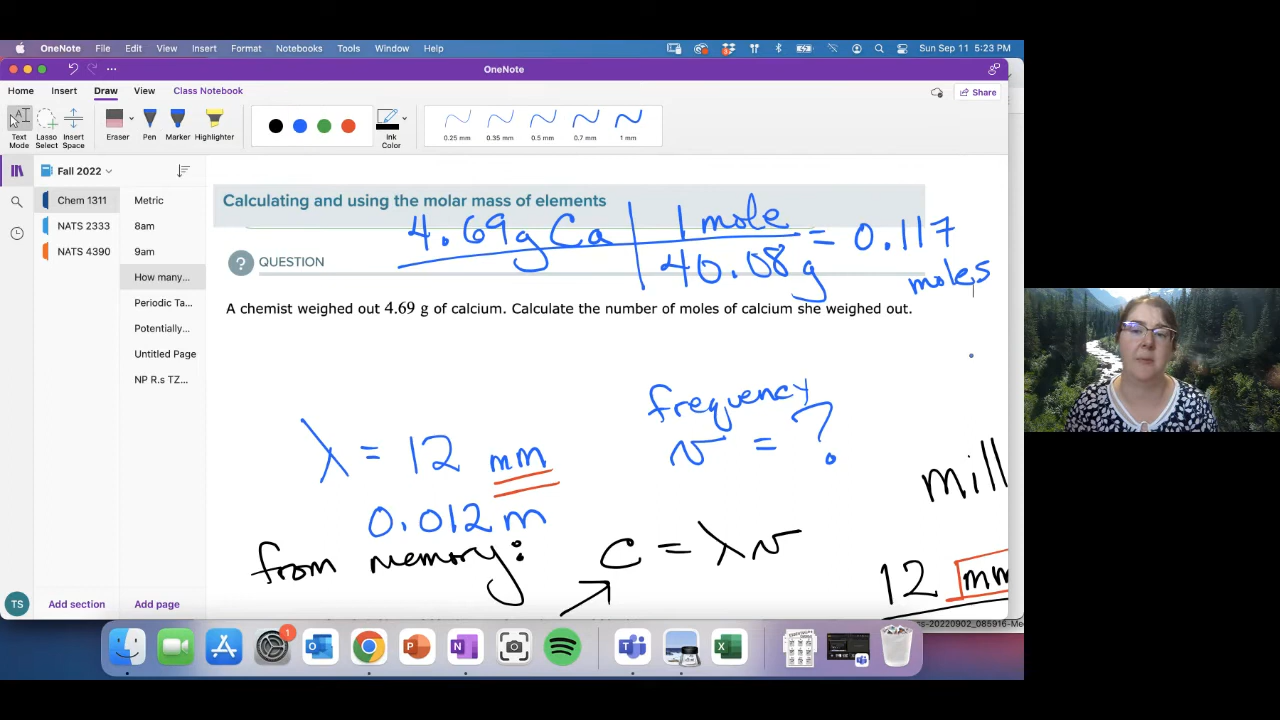 OneNote File Edit View Insert Format Notebooks Tools Window Help Sun Sep 11 5:23 PM
OneNote
Home Insert Draw View Class Notebook Share
Text Mode Lasso Select Insert Space Eraser Pen Marker Highlighter Ink Color 0.25 mm 0.35 mm 0.5 mm 0.7 mm 1 mm
Fall 2022
Chem 1311
NATS 2333
NATS 4390
Metric
8am
9am
How many...
Periodic Ta...
Potentially...
Untitled Page
NP R.s TZ...
Calculating and using the molar mass of elements
4.69g Ca | 1 mole / 40.08 g = 0.117 moles
? QUESTION
A chemist weighed out 4.69 g of calcium. Calculate the number of moles of calcium she weighed out.
frequency
λ = 12 mm ν = ?
0.012 m
mill
from memory: c = λν
12 mm
TS Add section Add page
-20220902_085916-Me
1